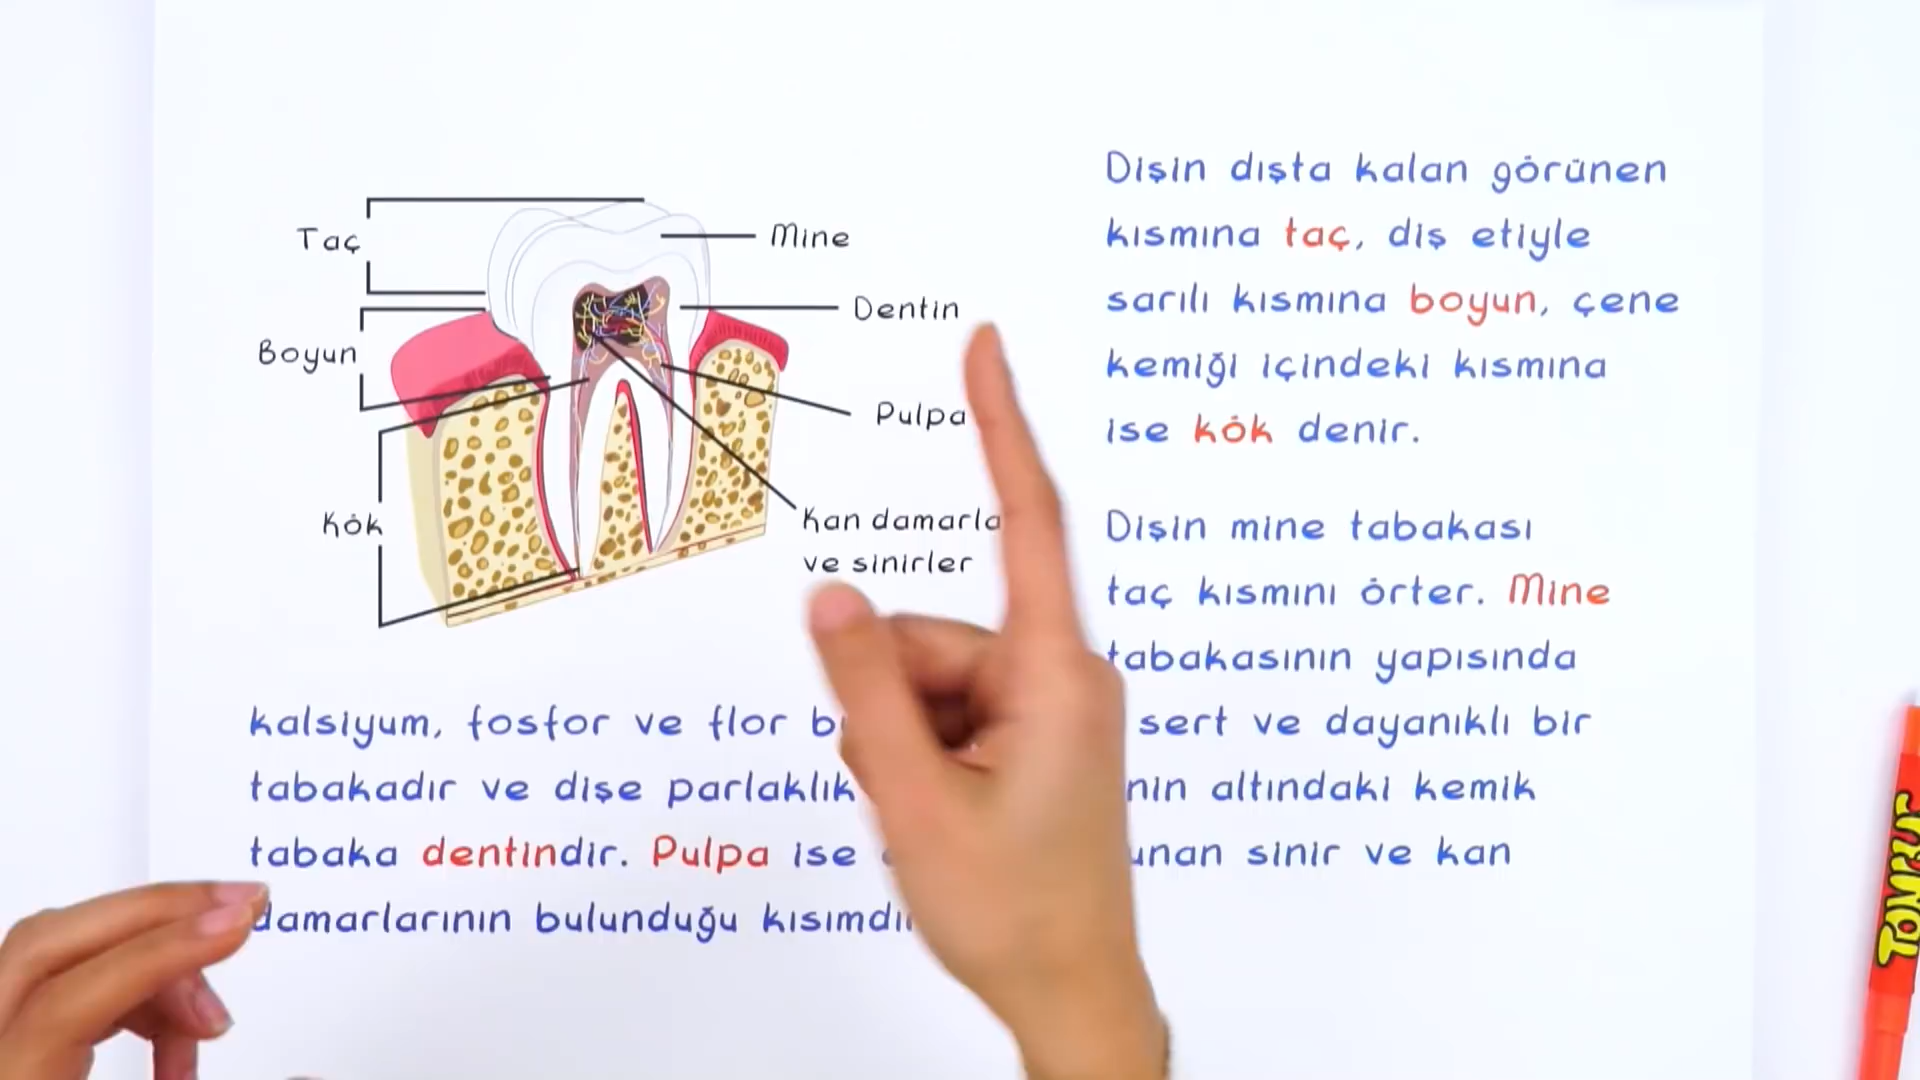 Taç
Mine
Dentin
Boyun
Pulpa
Kök
Kan damarla
ve sinirler
Dişin dışta kalan görünen
kısmına taç, diş etiyle
sarılı kısmına boyun, çene
kemiği içindeki kısmına
ise kök denir.
Dişin mine tabakası
taç kısmını örter. Mine
tabakasının yapısında
kalsiyum, fosfor ve flor sert ve dayanıklı bir
tabakadır ve dişe parlaklık altındaki kemik
tabaka dentindir. Pulpa ise sinir ve kan
damarlarının bulunduğu